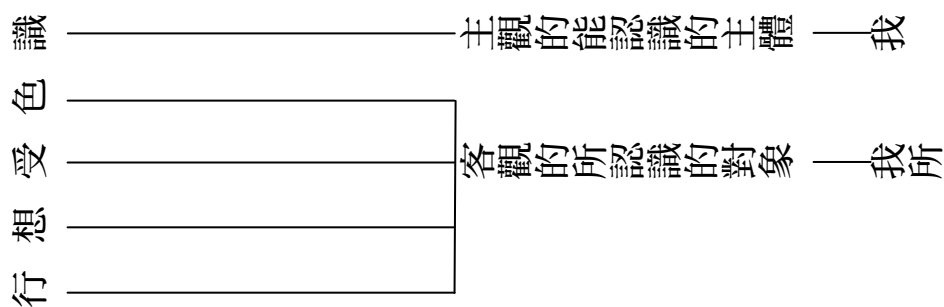 識 主觀的能認識的主體 我
色
受 客觀的所認識的對象 我所
想
行